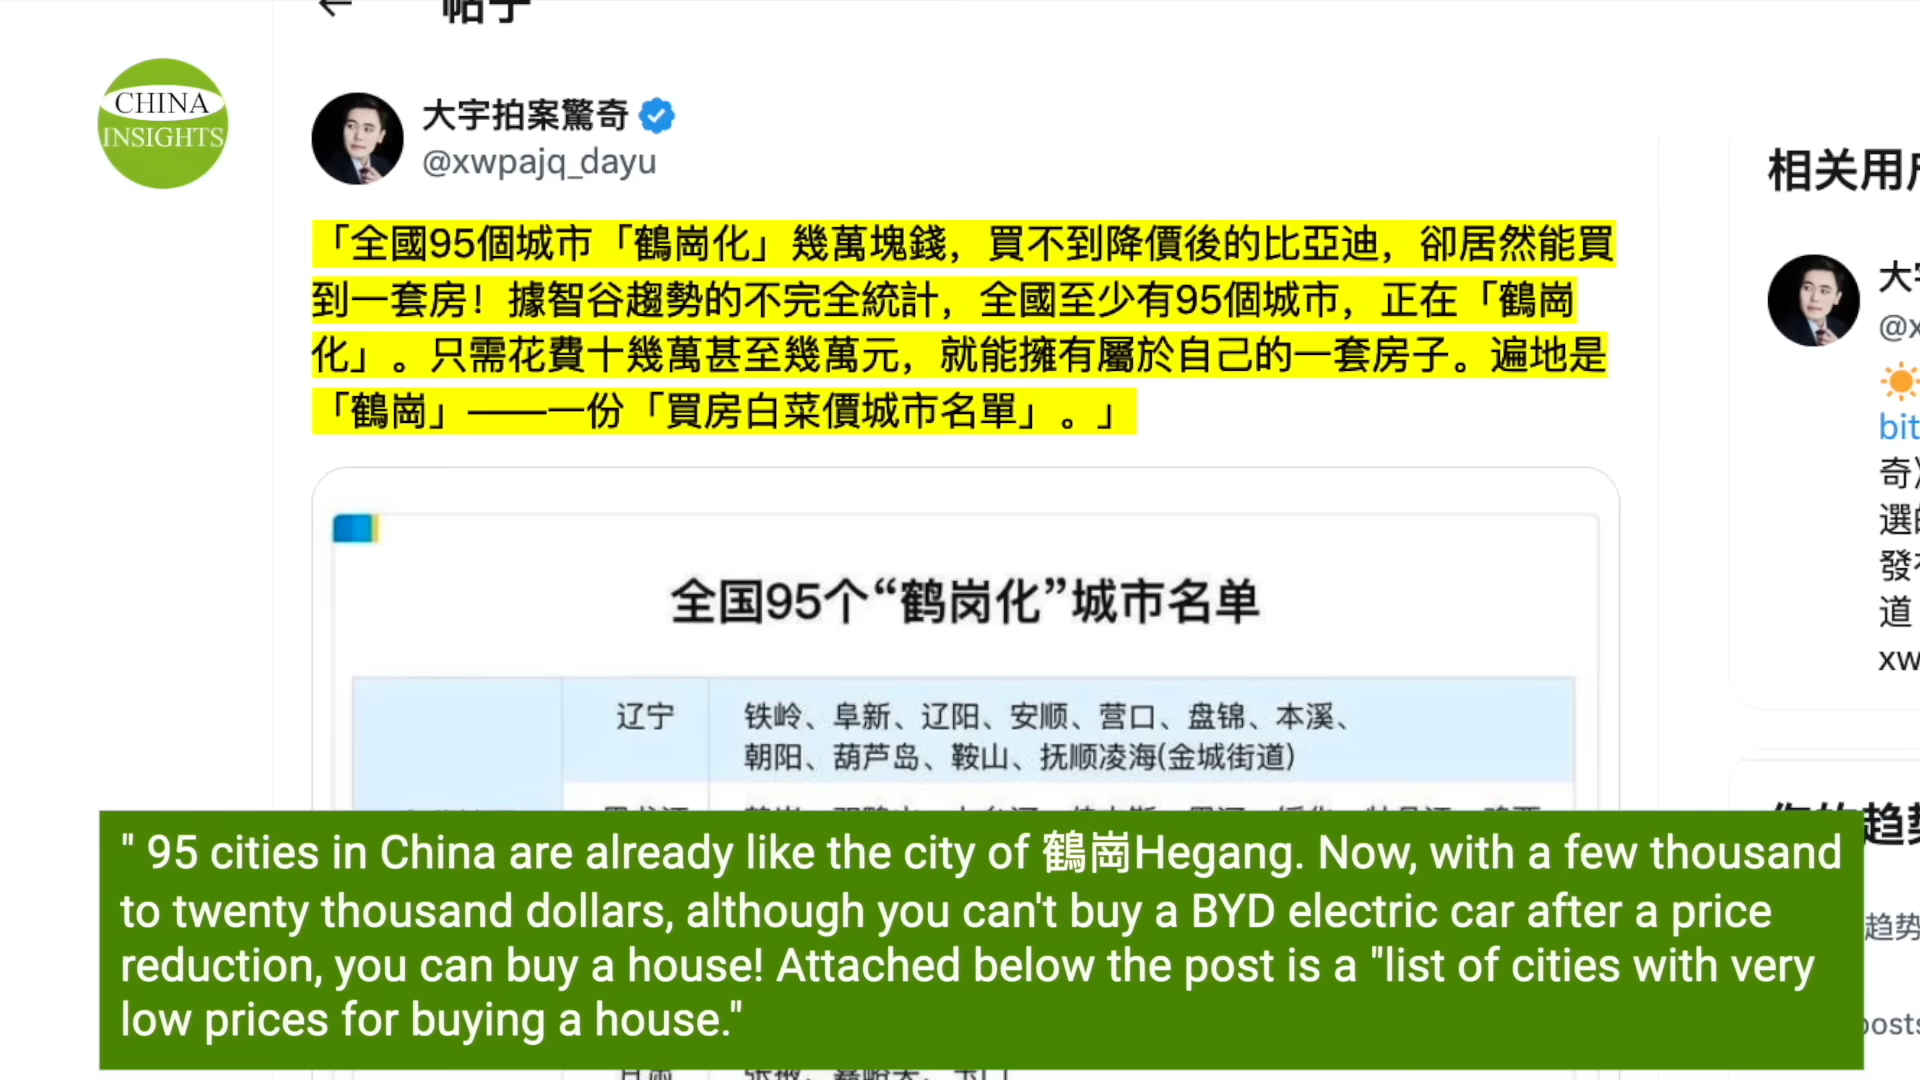 帖子
CHINA
INSIGHTS
大宇拍案驚奇
@xwpajq_dayu
「全國95個城市「鶴崗化」幾萬塊錢，買不到降價後的比亞迪，卻居然能買
到一套房！據智谷趨勢的不完全統計，全國至少有95個城市，正在「鶴崗
化」。只需花費十幾萬甚至幾萬元，就能擁有屬於自己的一套房子。遍地是
「鶴崗」——一份「買房白菜價城市名單」。」
全国95个“鹤岗化”城市名单
辽宁
铁岭、阜新、辽阳、安顺、营口、盘锦、本溪、
朝阳、葫芦岛、鞍山、抚顺凌海(金城街道)
" 95 cities in China are already like the city of 鶴崗Hegang. Now, with a few thousand
to twenty thousand dollars, although you can't buy a BYD electric car after a price
reduction, you can buy a house! Attached below the post is a "list of cities with very
low prices for buying a house."
相关用
大
@x
bit
奇
道
xw
趋势
posts